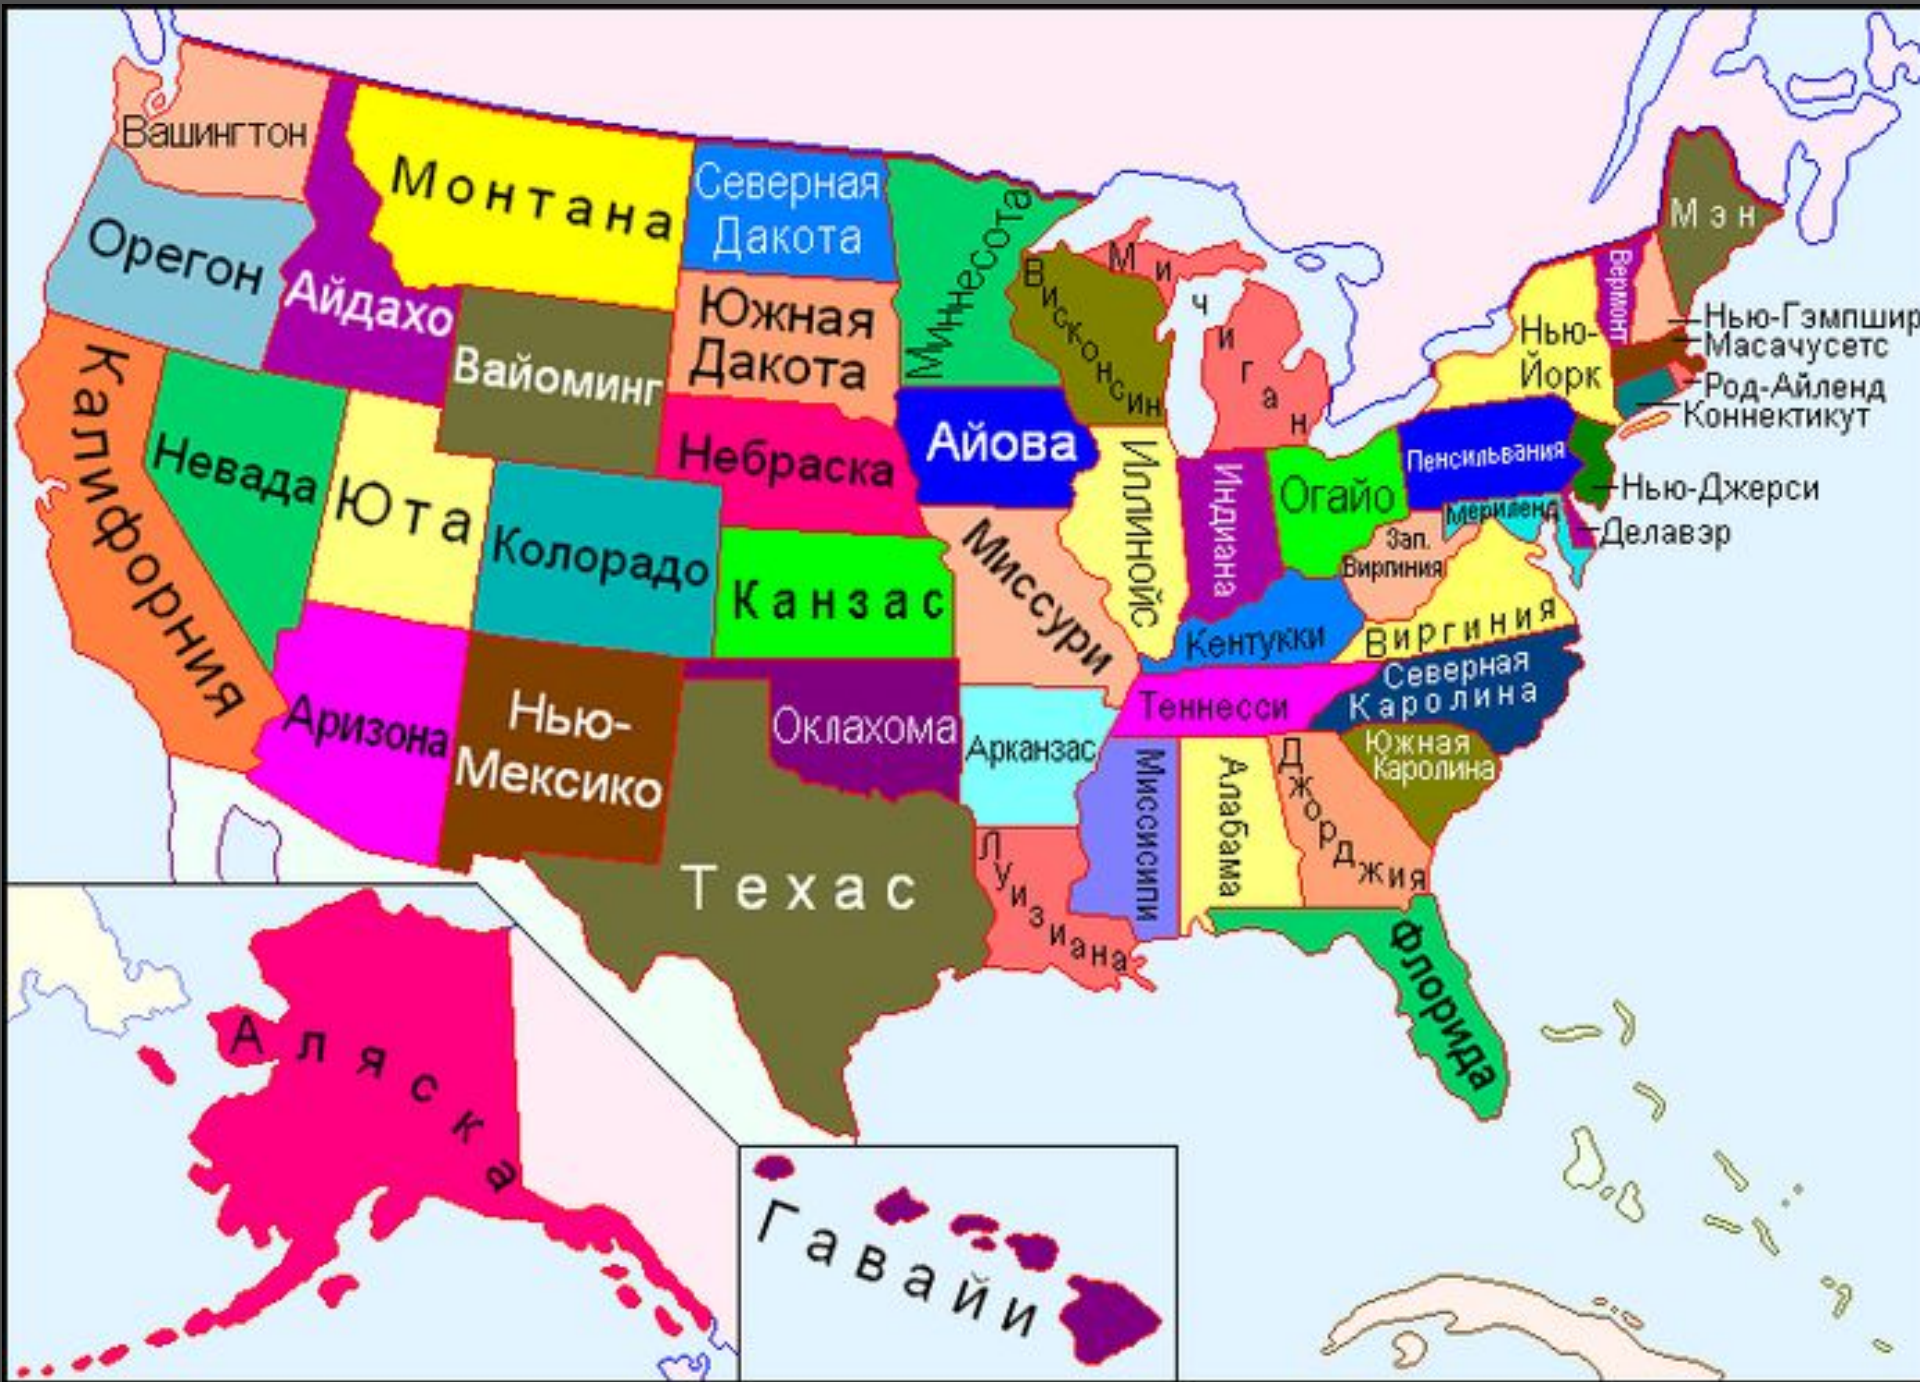 Вашингтон
Монтана
Северная
Дакота
Миннесота
Мэн
Орегон
Айдахо
Южная
Дакота
Висконсин
Мичиган
Вермонт
Нью-Гэмпшир
Нью-
Йорк
Масачусетс
Род-Айленд
Коннектикут
Вайоминг
Калифорния
Невада
Юта
Небраска
Айова
Иллинойс
Индиана
Огайо
Пенсильвания
Нью-Джерси
Мериленд
Делавэр
Колорадо
Канзас
Миссури
Зап.
Виргиния
Кентукки
Виргиния
Аризона
Нью-
Мексико
Оклахома
Арканзас
Теннесси
Северная
Каролина
Южная
Каролина
Миссисипи
Алабама
Джорджия
Техас
Луизиана
Флорида
Аляска
Гавайи